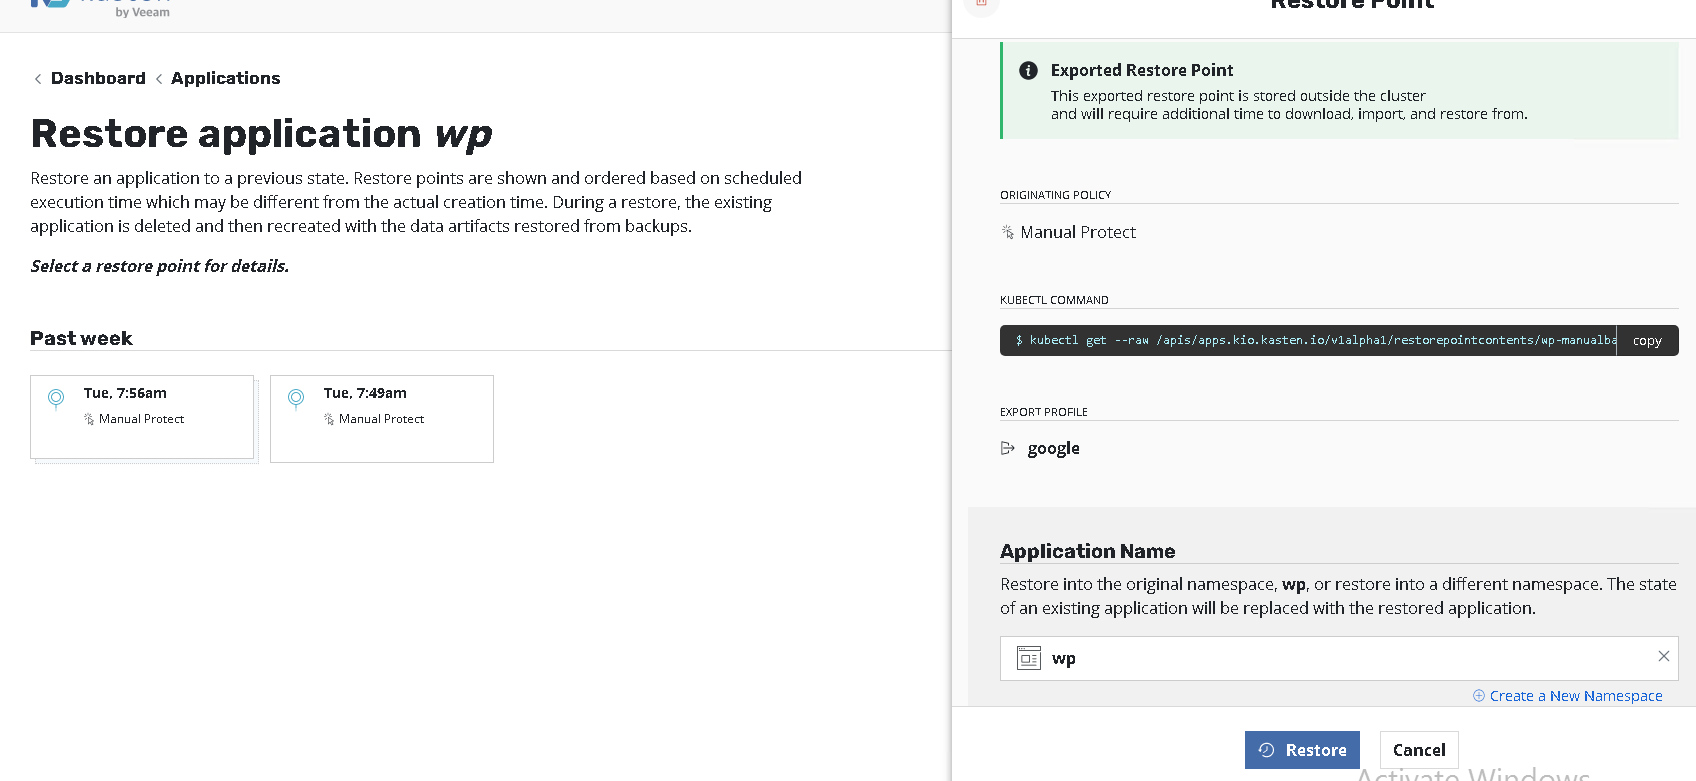 by Veeam
Dashboard
Applications
Restore application wp
Restore an application to a previous state. Restore points are shown and ordered based on scheduled
execution time which may be different from the actual creation time. During a restore, the existing
application is deleted and then recreated with the data artifacts restored from backups.
Select a restore point for details.
Past week
Tue, 7:56am
Manual Protect
Tue, 7:49am
Manual Protect
Restore Point
Exported Restore Point
This exported restore point is stored outside the cluster
and will require additional time to download, import, and restore from.
ORIGINATING POLICY
Manual Protect
KUBECTL COMMAND
$ kubectl get --raw /apis/apps.kio.kasten.io/v1alpha1/restorepointcontents/wp-manualba
copy
EXPORT PROFILE
google
Application Name
Restore into the original namespace, wp, or restore into a different namespace. The state
of an existing application will be replaced with the restored application.
wp
Create a New Namespace
Restore
Cancel
Activate Windows